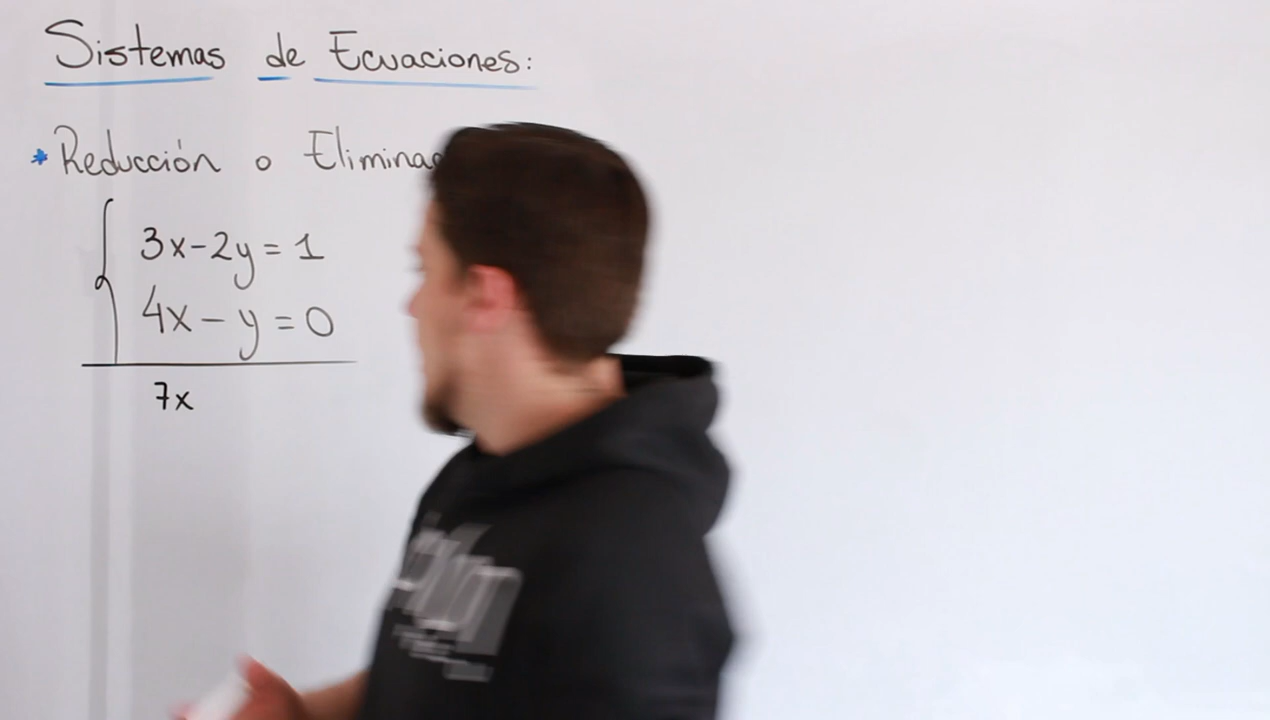 Sistemas de Ecuaciones:
* Reducción o
3x-2y=1
4x-y=0
7x